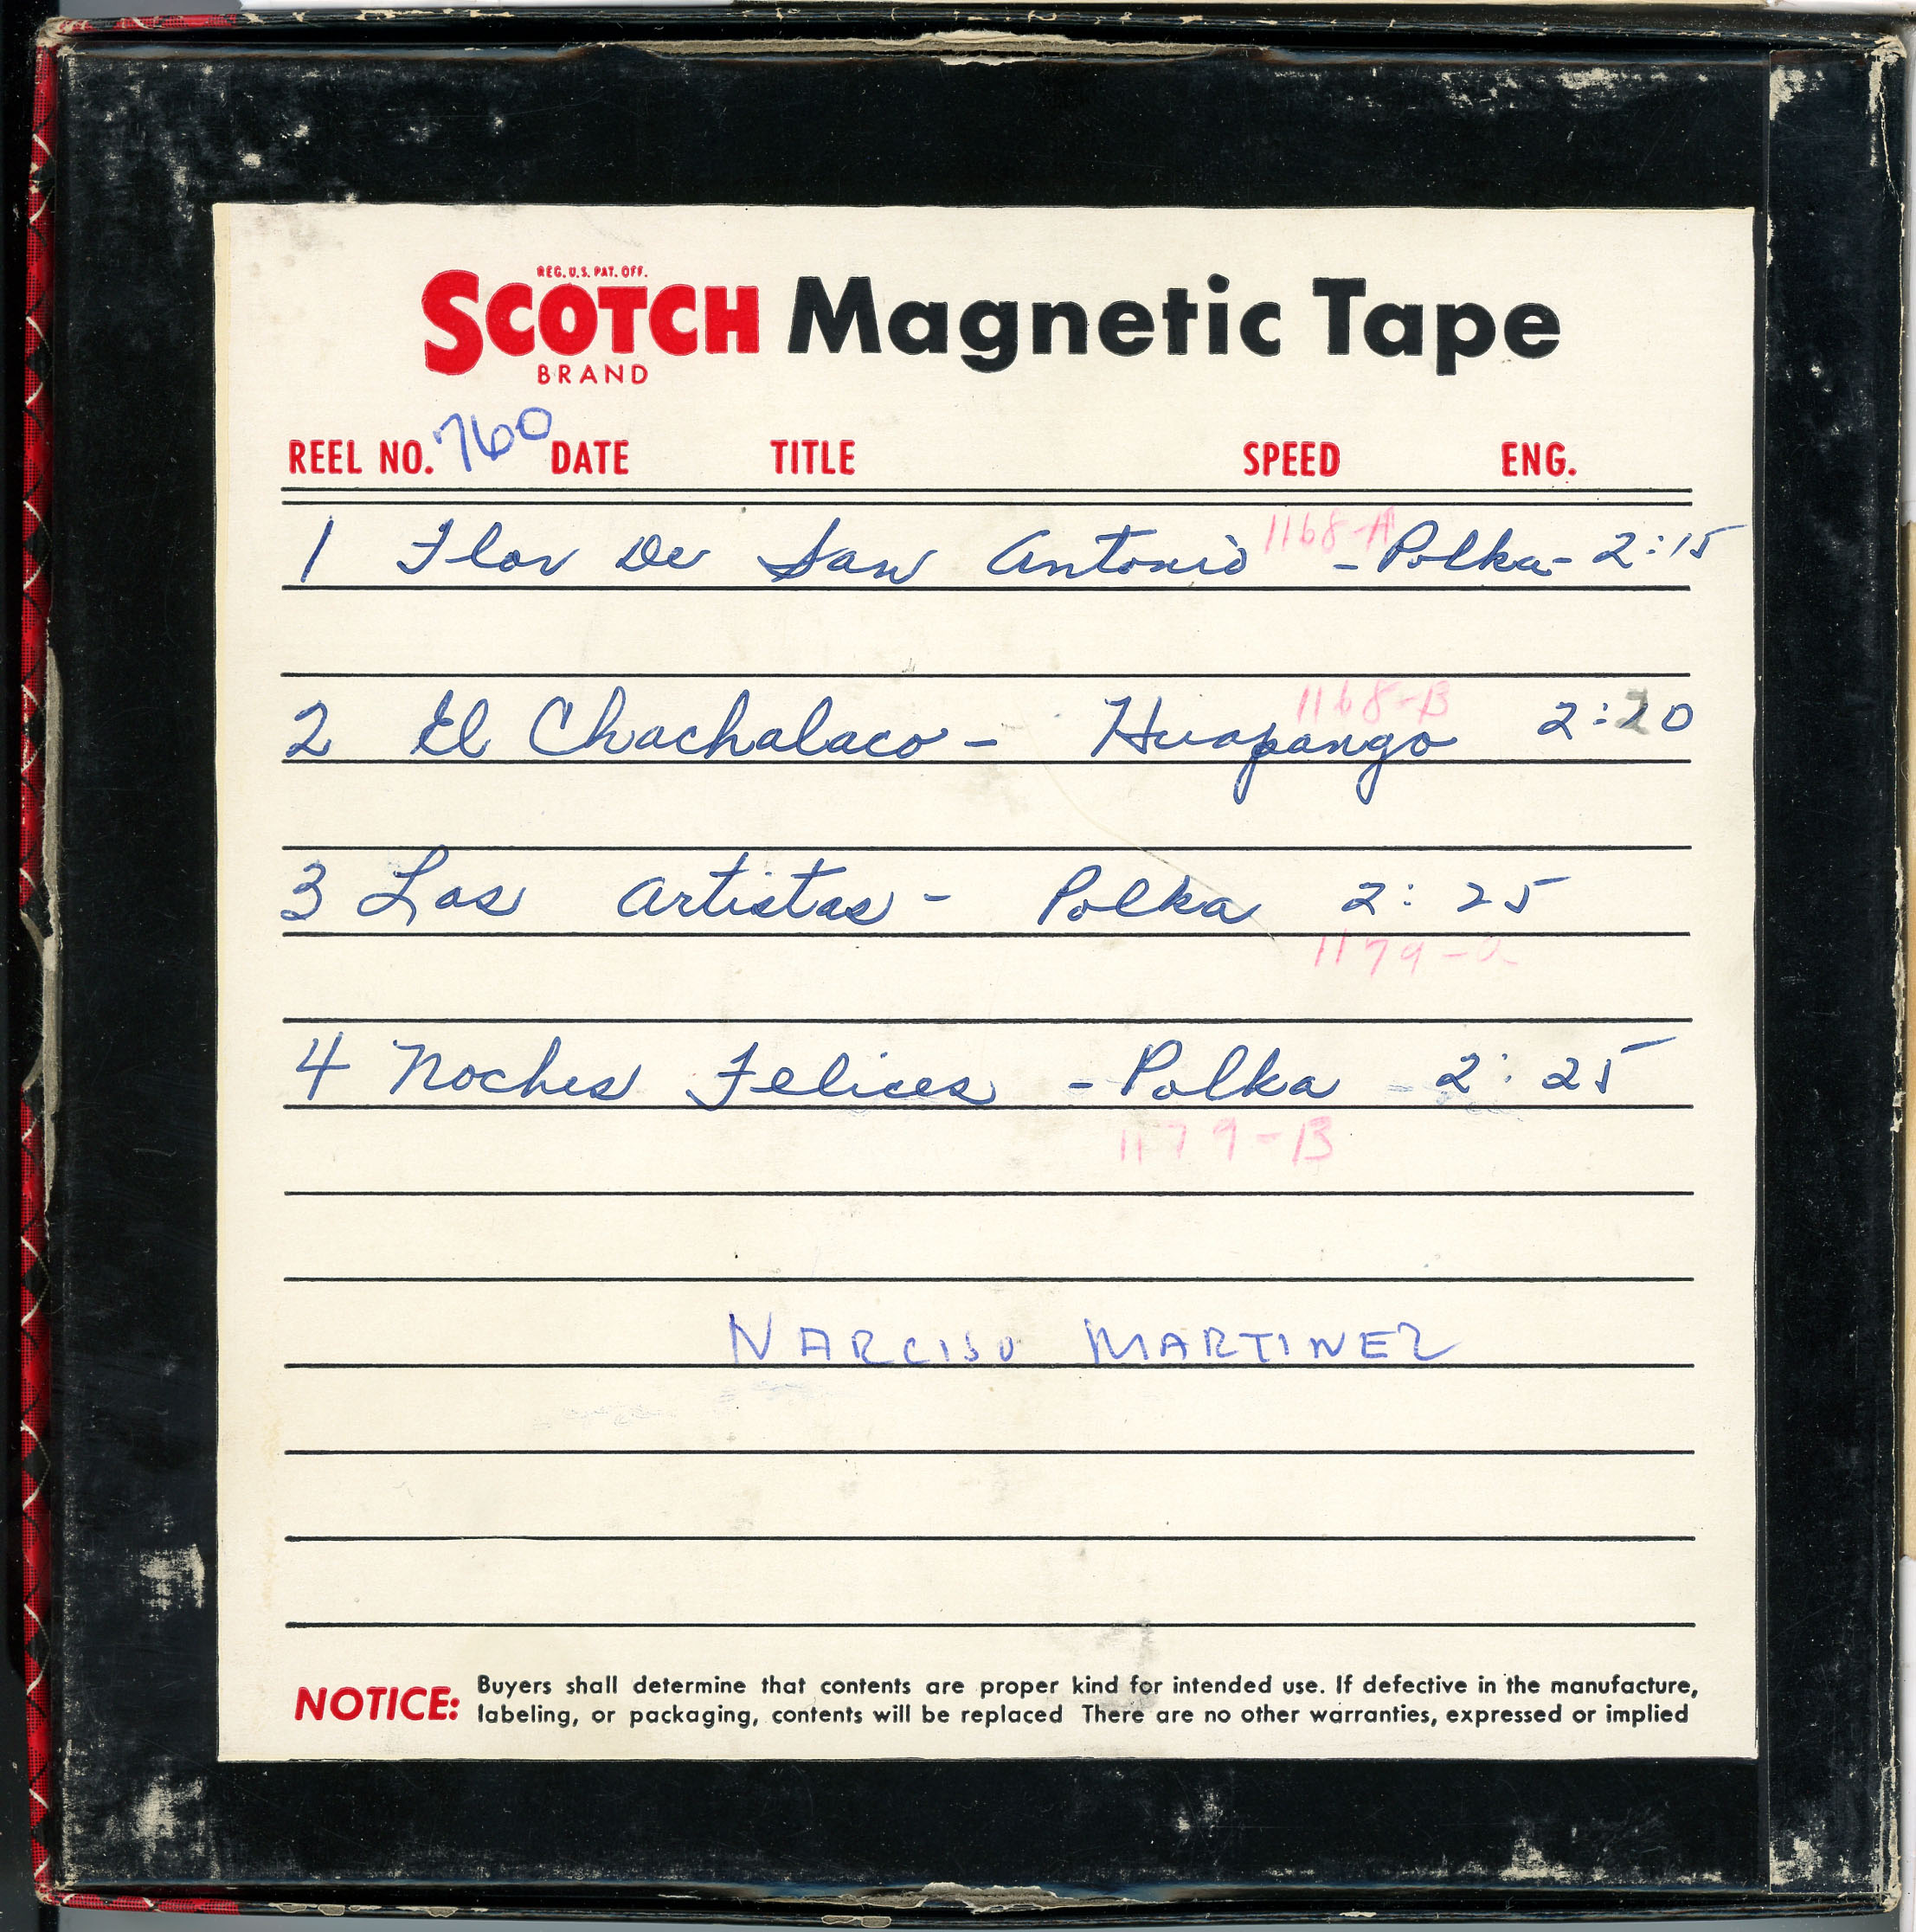 REG. U.S. PAT. OFF.
SCOTCH Magnetic Tape
BRAND
REEL NO. 760 DATE TITLE SPEED ENG.
1 Flor De San Antonio 1168-A - Polka - 2:15
1168-B
2 El Chachalaco - Huapango 2:20
3 Los Artistas - Polka 2:25
1179-a
4 Noches Felices - Polka - 2:25
1179-B
NARCISO MARTINEZ
NOTICE: Buyers shall determine that contents are proper kind for intended use. If defective in the manufacture,
labeling, or packaging, contents will be replaced There are no other warranties, expressed or implied